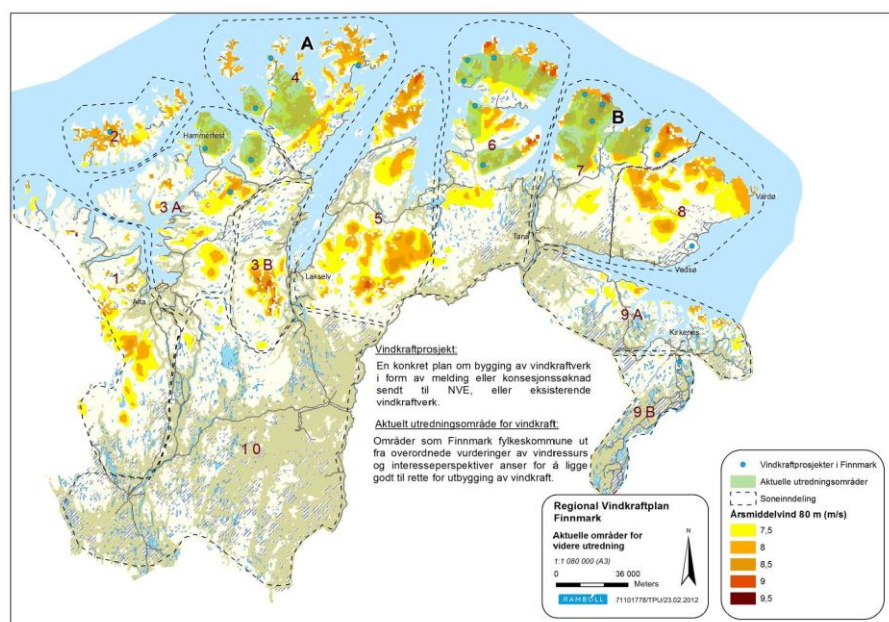 A
4
2
Hammerfest
B
6
7
3 A
5
8
Vardø
Tana
3 B
Vadsø
1
Lakselv
Alta
9 A
Kirkenes
9 B
10
Vindkraftprosjekt:
En konkret plan om bygging av vindkraftverk
i form av melding eller konsesjonssøknad
sendt til NVE, eller eksisterende
vindkraftverk.
Aktuelt utredningsområde for vindkraft:
Områder som Finnmark fylkeskommune ut
fra overordnede vurderinger av vindressurs
og interesseperspektiver anser for å ligge
godt til rette for utbygging av vindkraft.
Regional Vindkraftplan
Finnmark
Aktuelle områder for
videre utredning
1:1 080 000 (A3)
0 36 000
Meters
N
RAMBOLL 71101778/TPU/23.02.2012
Vindkraftprosjekter i Finnmark
Aktuelle utredningsområder
Soneinndeling
Årsmiddelvind 80 m (m/s)
7,5
8
8,5
9
9,5